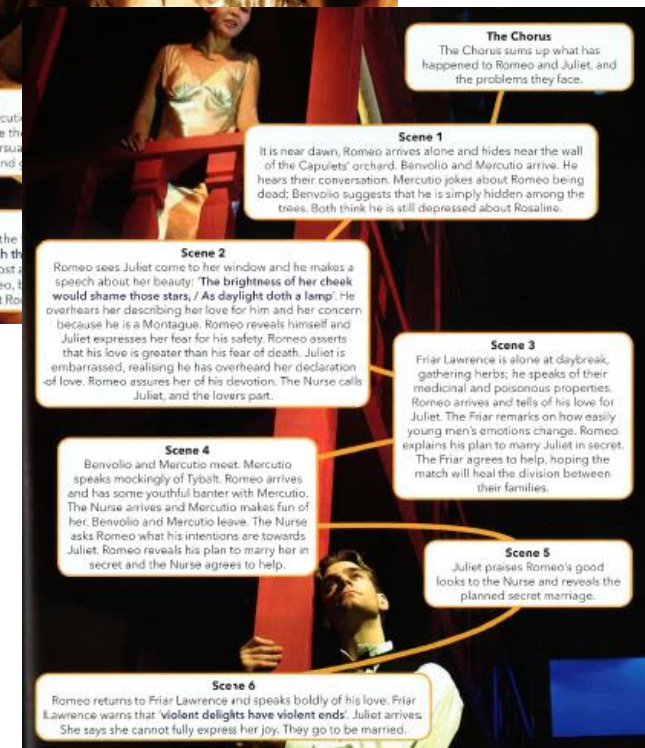 The Chorus
The Chorus sums up what has
happened to Romeo and Juliet, and
the problems they face.
Scene 1
It is near dawn, Romeo arrives alone and hides near the wall
of the Capulets' orchard. Benvolio and Mercutio arrive. He
hears their conversation. Mercutio jokes about Romeo being
dead; Benvolio suggests that he is simply hidden among the
trees. Both think he is still depressed about Rosaline.
Scene 2
Romeo sees Juliet come to her window and he makes a
speech about her beauty: 'The brightness of her cheek
would shame those stars, / As daylight doth a lamp'. He
overhears her describing her love for him and her concern
because he is a Montague. Romeo reveals himself and
Juliet expresses her fear for his safety. Romeo asserts
that his love is greater than his fear of death. Juliet is
embarrassed, realising he has overheard her declaration
of love. Romeo assures her of his devotion. The Nurse calls
Juliet, and the lovers part.
Scene 3
Friar Lawrence is alone at daybreak,
gathering herbs; he speaks of their
medicinal and poisonous properties.
Romeo arrives and tells of his love for
Juliet. The Friar remarks on how easily
young men's emotions change. Romeo
explains his plan to marry Juliet in secret.
The Friar agrees to help, hoping the
match will heal the division between
their families.
Scene 4
Benvolio and Mercutio meet. Mercutio
speaks mockingly of Tybalt. Romeo arrives
and has some youthful banter with Mercutio.
The Nurse arrives and Mercutio makes fun of
her. Benvolio and Mercutio leave. The Nurse
asks Romeo what his intentions are towards
Juliet. Romeo reveals his plan to marry her in
secret and the Nurse agrees to help.
Scene 5
Juliet praises Romeo's good
looks to the Nurse and reveals the
planned secret marriage.
Scene 6
Romeo returns to Friar Lawrence and speaks boldly of his love. Friar
Lawrence warns that 'violent delights have violent ends'. Juliet arrives.
She says she cannot fully express her joy. They go to be married.